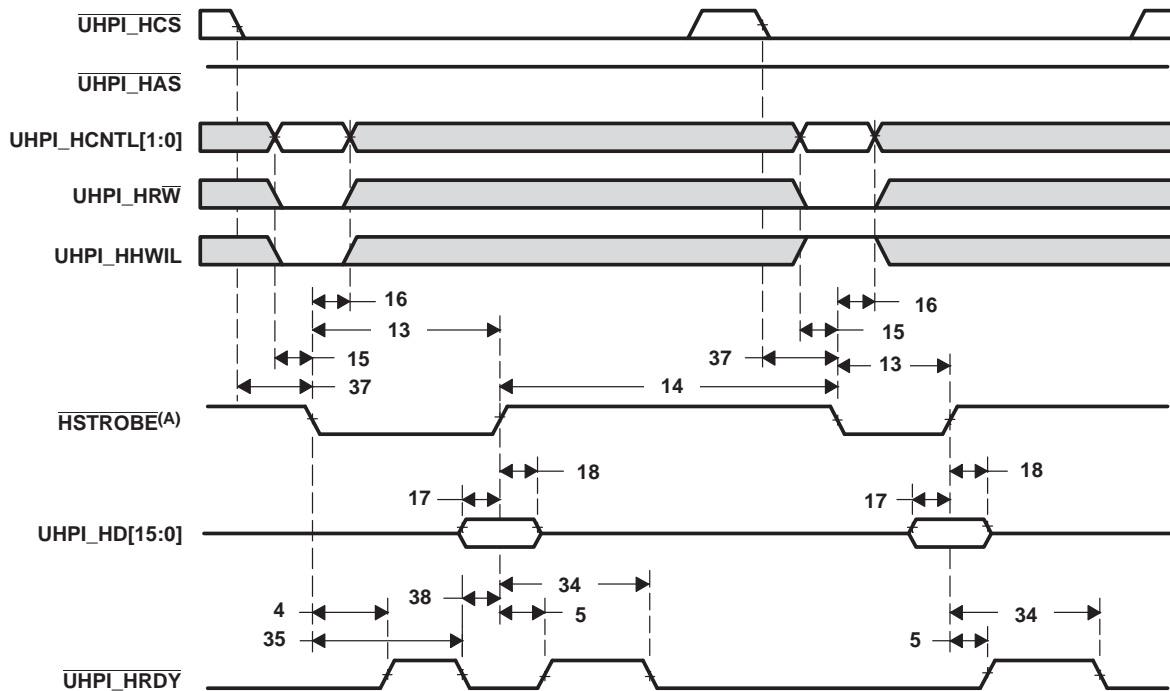 UHPI_HCS
UHPI_HAS
UHPI_HCNTL[1:0]
UHPI_HRW
UHPI_HHWIL
16
16
13
15
15
37
37
13
14
HSTROBE(A)
18
18
17
17
UHPI_HD[15:0]
34
38
4
5
34
35
5
UHPI_HRDY